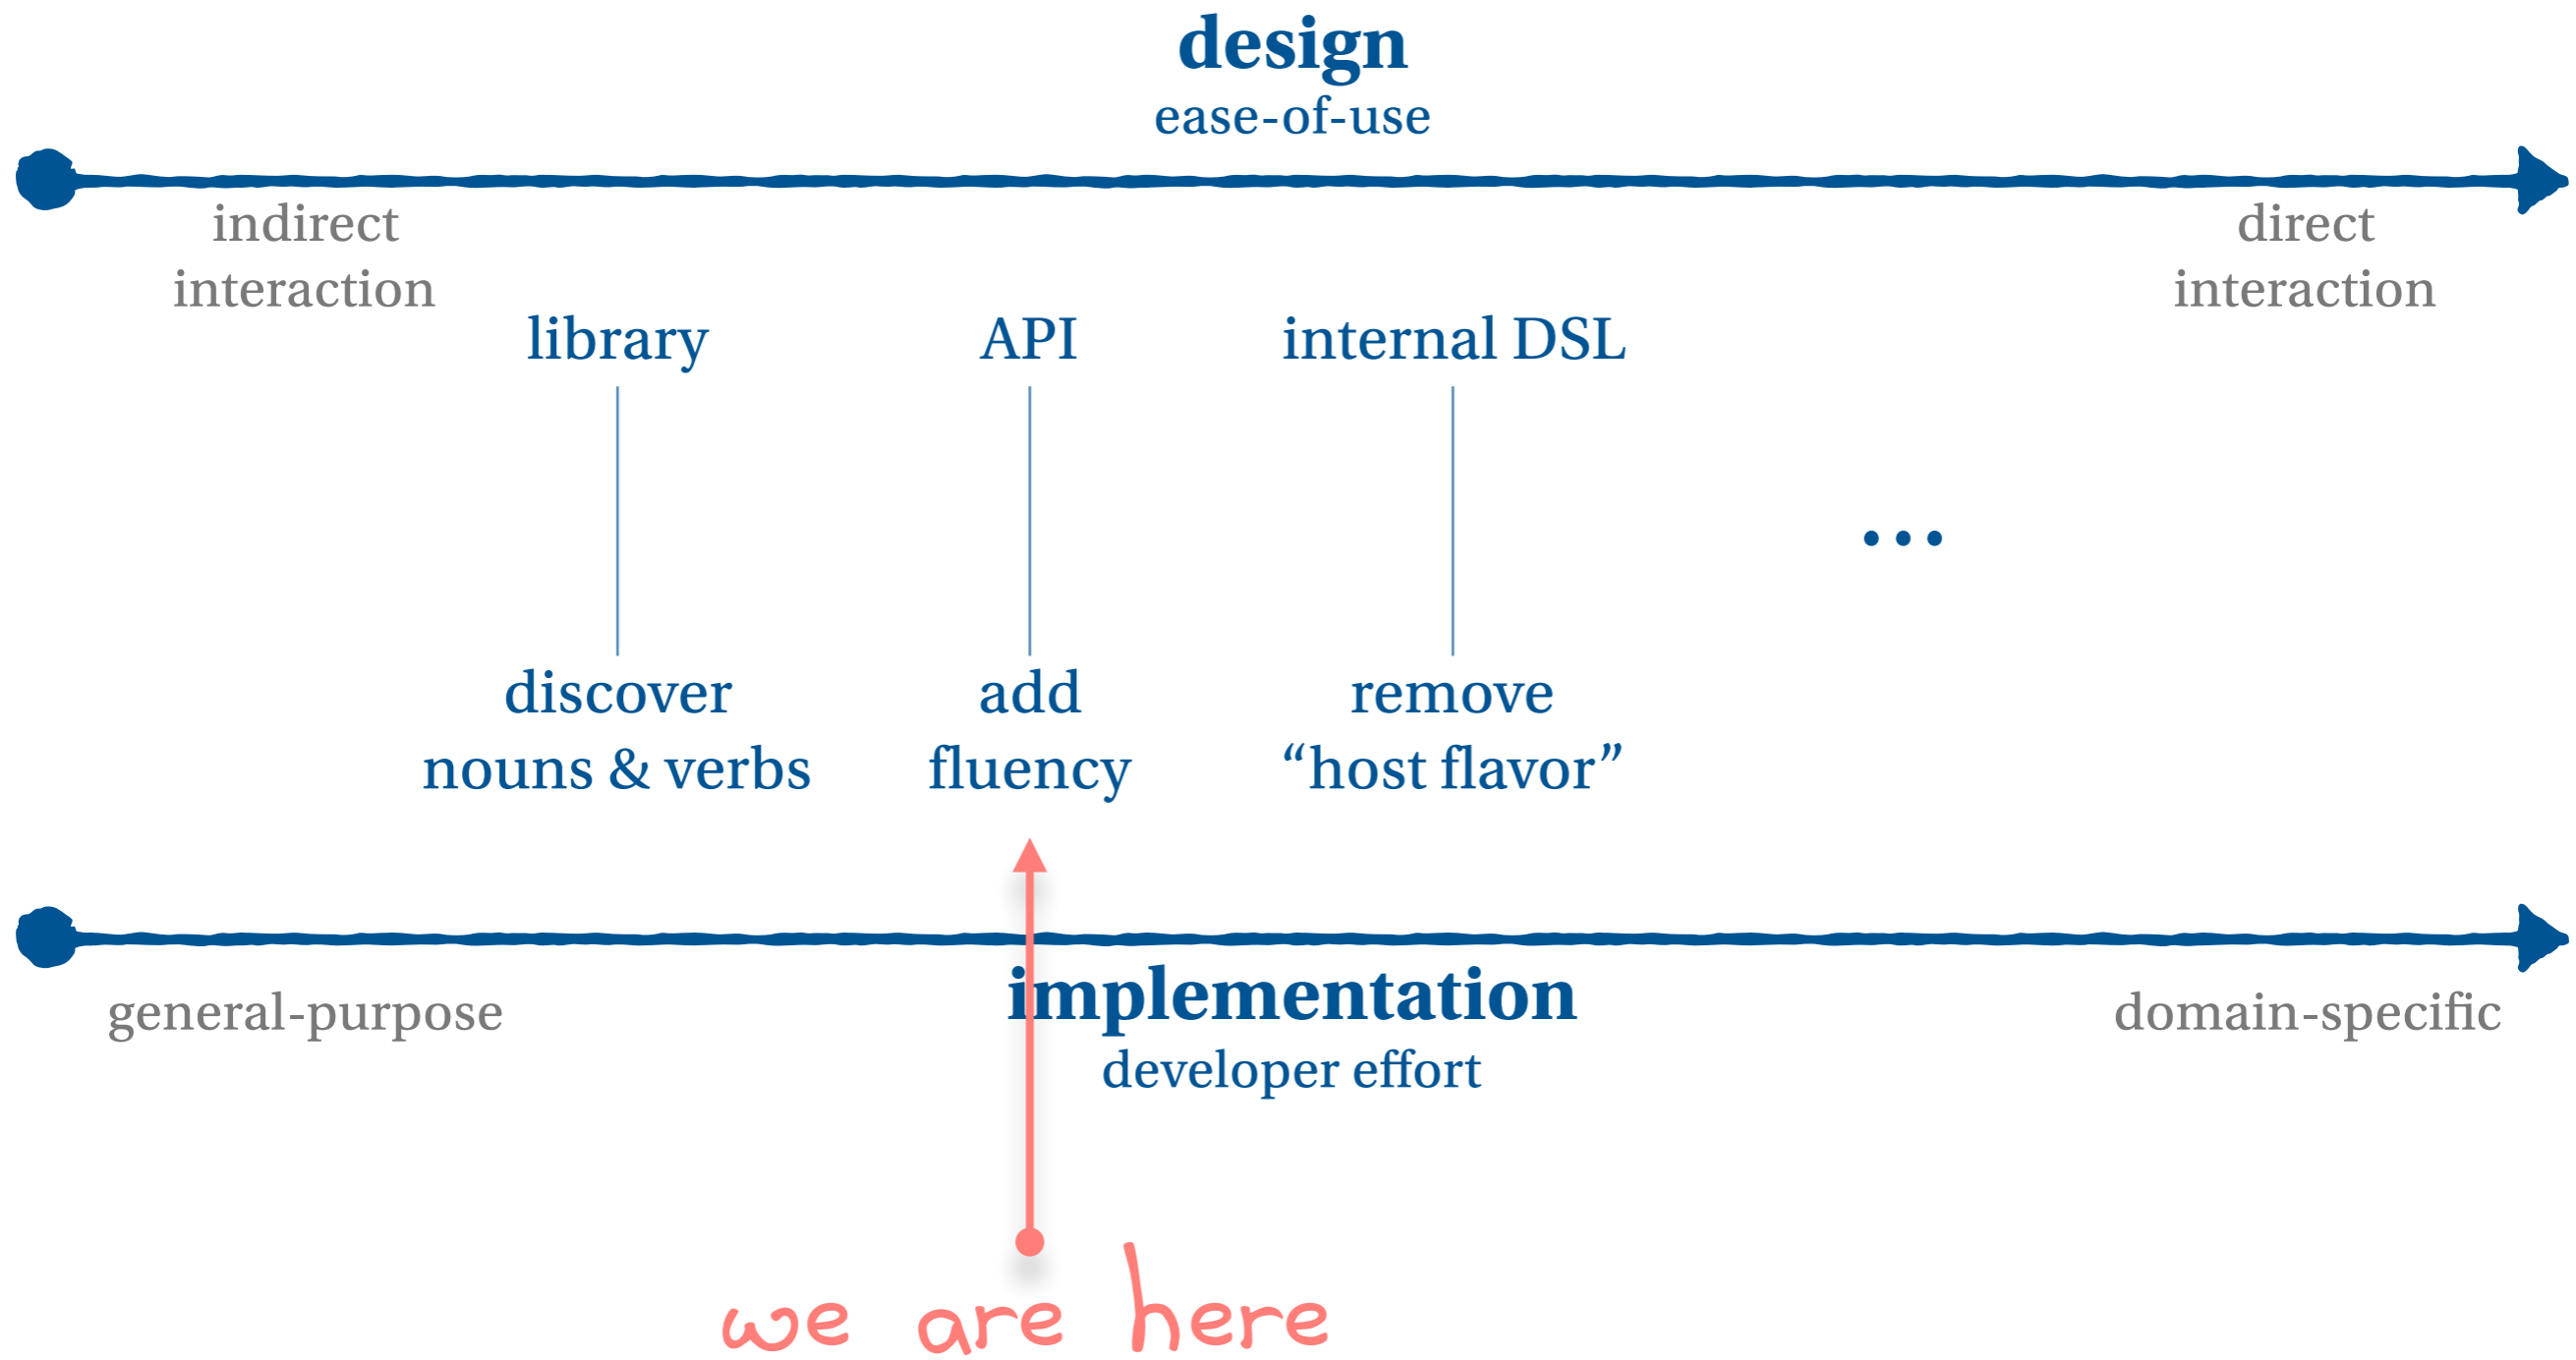 design
ease-of-use
indirect
interaction
direct
interaction
library
API
internal DSL
...
discover
nouns & verbs
add
fluency
remove
“host flavor”
general-purpose
implementation
developer effort
domain-specific
we are here